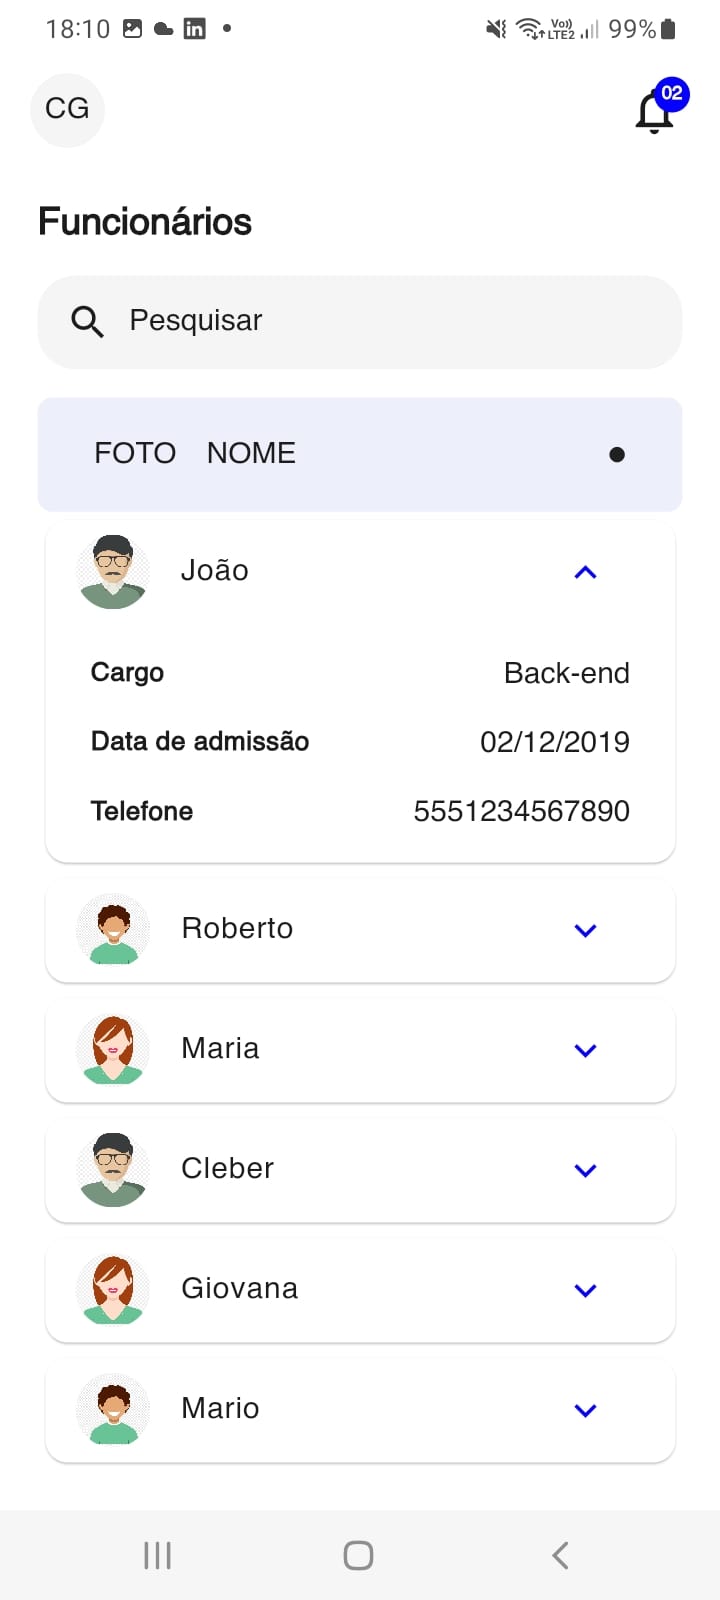 18:10 in Vo)) LTE2 99%
CG 02
Funcionários
Pesquisar
FOTO NOME
João
Cargo Back-end
Data de admissão 02/12/2019
Telefone 5551234567890
Roberto
Maria
Cleber
Giovana
Mario